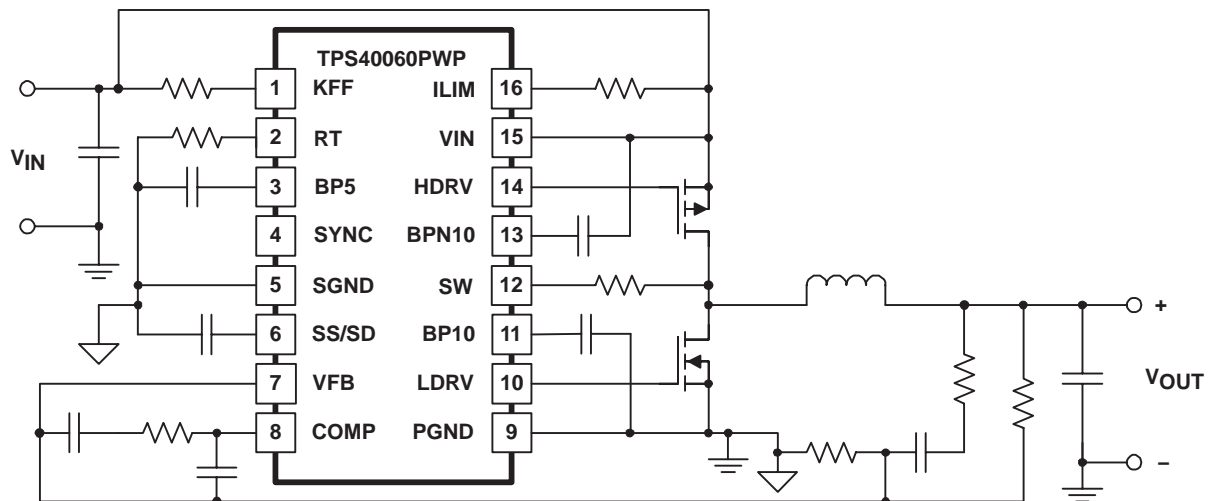 TPS40060PWP
1 KFF ILIM 16
2 RT VIN 15
3 BP5 HDRV 14
4 SYNC BPN10 13
5 SGND SW 12
6 SS/SD BP10 11
7 VFB LDRV 10
8 COMP PGND 9
VIN
+
VOUT
−